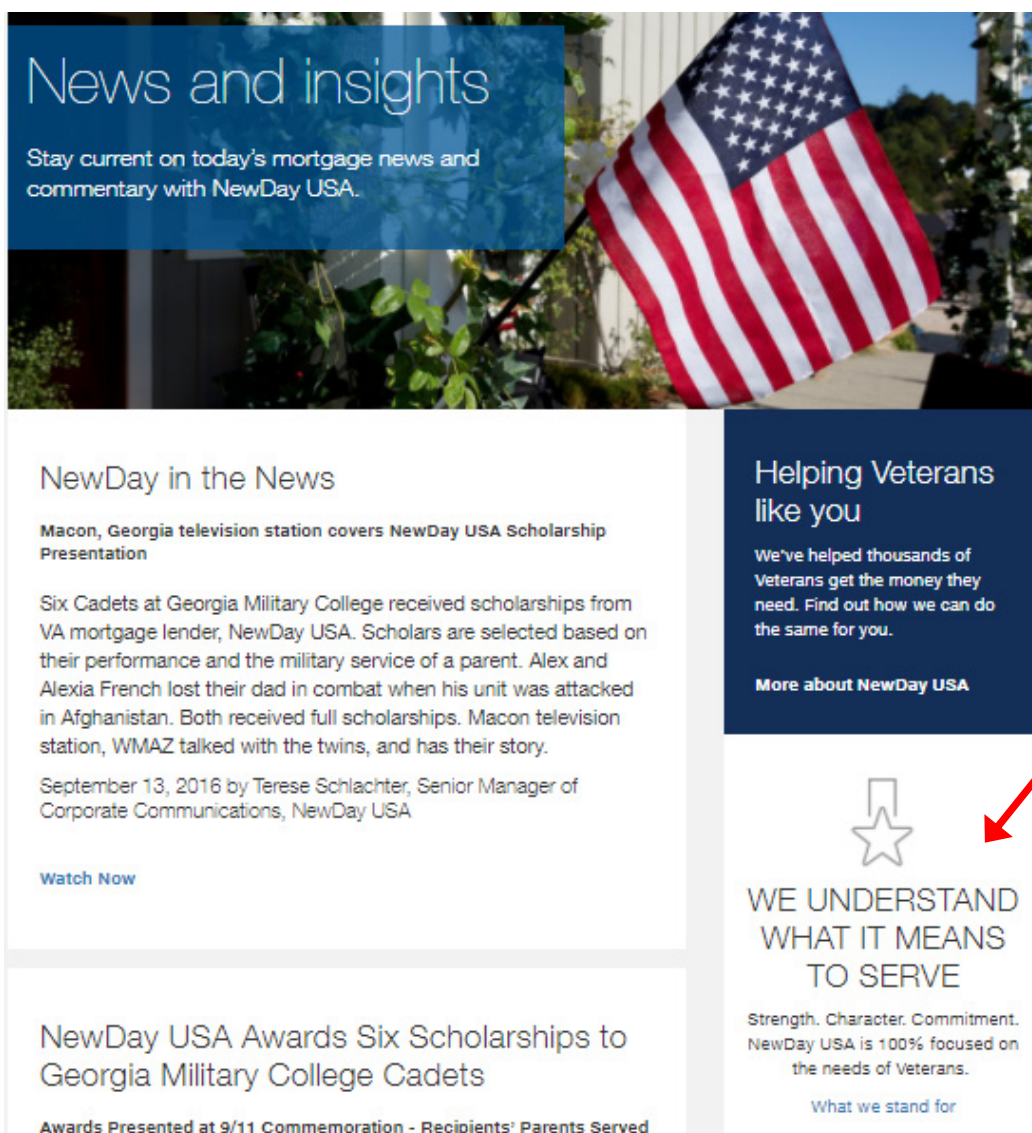 News and insights
Stay current on today's mortgage news and
commentary with NewDay USA.
NewDay in the News
Macon, Georgia television station covers NewDay USA Scholarship
Presentation
Six Cadets at Georgia Military College received scholarships from
VA mortgage lender, NewDay USA. Scholars are selected based on
their performance and the military service of a parent. Alex and
Alexia French lost their dad in combat when his unit was attacked
in Afghanistan. Both received full scholarships. Macon television
station, WMAZ talked with the twins, and has their story.
September 13, 2016 by Terese Schlachter, Senior Manager of
Corporate Communications, NewDay USA
Watch Now
NewDay USA Awards Six Scholarships to
Georgia Military College Cadets
Awards Presented at 9/11 Commemoration - Recipients' Parents Served
Helping Veterans
like you
We've helped thousands of
Veterans get the money they
need. Find out how we can do
the same for you.
More about NewDay USA
WE UNDERSTAND
WHAT IT MEANS
TO SERVE
Strength. Character. Commitment.
NewDay USA is 100% focused on
the needs of Veterans.
What we stand for